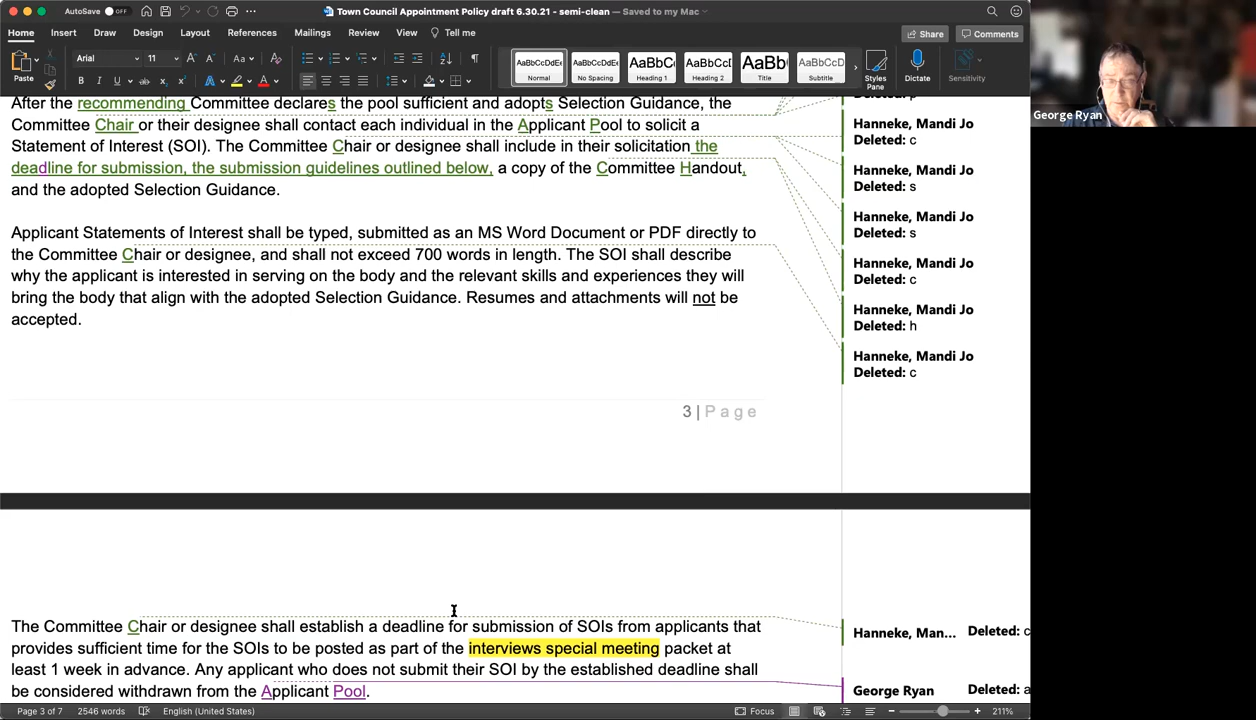 AutoSave OFF
Town Council Appointment Policy draft 6.30.21 - semi-clean — Saved to my Mac
Home Insert Draw Design Layout References Mailings Review View Tell me
Share Comments
Paste
Arial 11
AaBbCcDdEe AaBbCcDdEe AaBbC AaBbCcD AaBb AaBbCcDd
Normal No Spacing Heading 1 Heading 2 Title Subtitle
Styles Pane
Dictate
Sensitivity
George Ryan
After the recommending Committee declares the pool sufficient and adopts Selection Guidance, the
Committee Chair or their designee shall contact each individual in the Applicant Pool to solicit a
Statement of Interest (SOI). The Committee Chair or designee shall include in their solicitation the
deadline for submission, the submission guidelines outlined below, a copy of the Committee Handout,
and the adopted Selection Guidance.
Applicant Statements of Interest shall be typed, submitted as an MS Word Document or PDF directly to
the Committee Chair or designee, and shall not exceed 700 words in length. The SOI shall describe
why the applicant is interested in serving on the body and the relevant skills and experiences they will
bring the body that align with the adopted Selection Guidance. Resumes and attachments will not be
accepted.
3 | Page
Hanneke, Mandi Jo
Deleted: c
Hanneke, Mandi Jo
Deleted: s
Hanneke, Mandi Jo
Deleted: s
Hanneke, Mandi Jo
Deleted: c
Hanneke, Mandi Jo
Deleted: h
Hanneke, Mandi Jo
Deleted: c
The Committee Chair or designee shall establish a deadline for submission of SOIs from applicants that
provides sufficient time for the SOIs to be posted as part of the interviews special meeting packet at
least 1 week in advance. Any applicant who does not submit their SOI by the established deadline shall
be considered withdrawn from the Applicant Pool.
Hanneke, Man... Deleted: c
George Ryan Deleted: a
Page 3 of 7 2546 words English (United States) Focus 211%